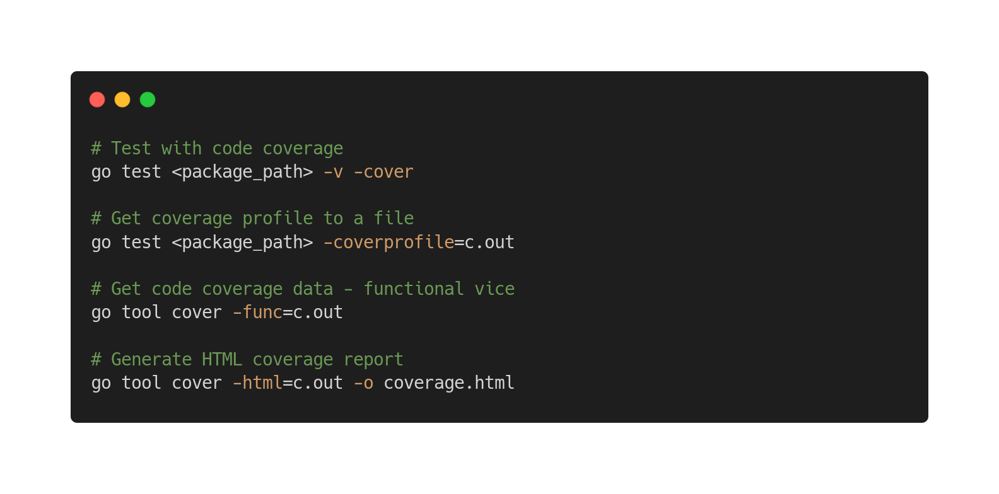 # Test with code coverage
go test <package_path> -v -cover
# Get coverage profile to a file
go test <package_path> -coverprofile=c.out
# Get code coverage data - functional vice
go tool cover -func=c.out
# Generate HTML coverage report
go tool cover -html=c.out -o coverage.html